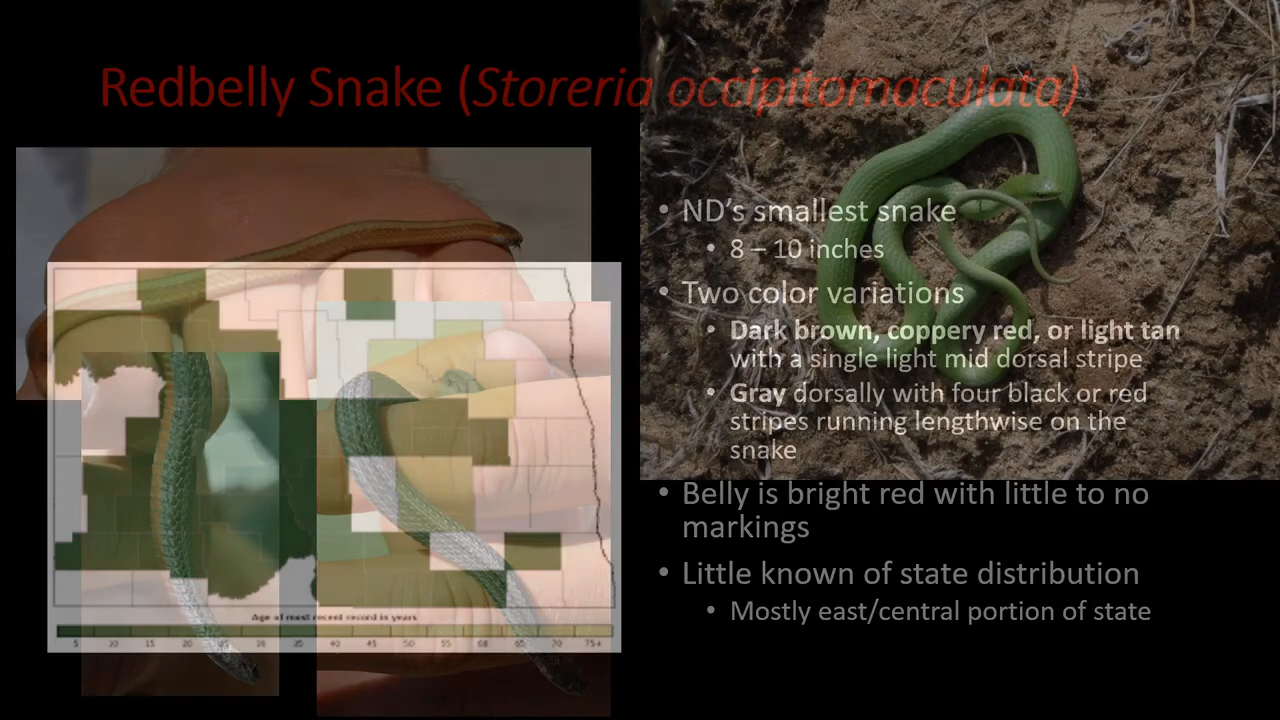 Redbelly Snake (Storeria occipitomaculata)
• ND's smallest snake
• 8 – 10 inches
• Two color variations
• Dark brown, coppery red, or light tan
with a single light mid dorsal stripe
• Gray dorsally with four black or red
stripes running lengthwise on the
snake
• Belly is bright red with little to no
markings
• Little known of state distribution
• Mostly east/central portion of state
Age of most recent record in years
5 10 15 20 25 30 35 40 45 50 55 60 65 70 75+